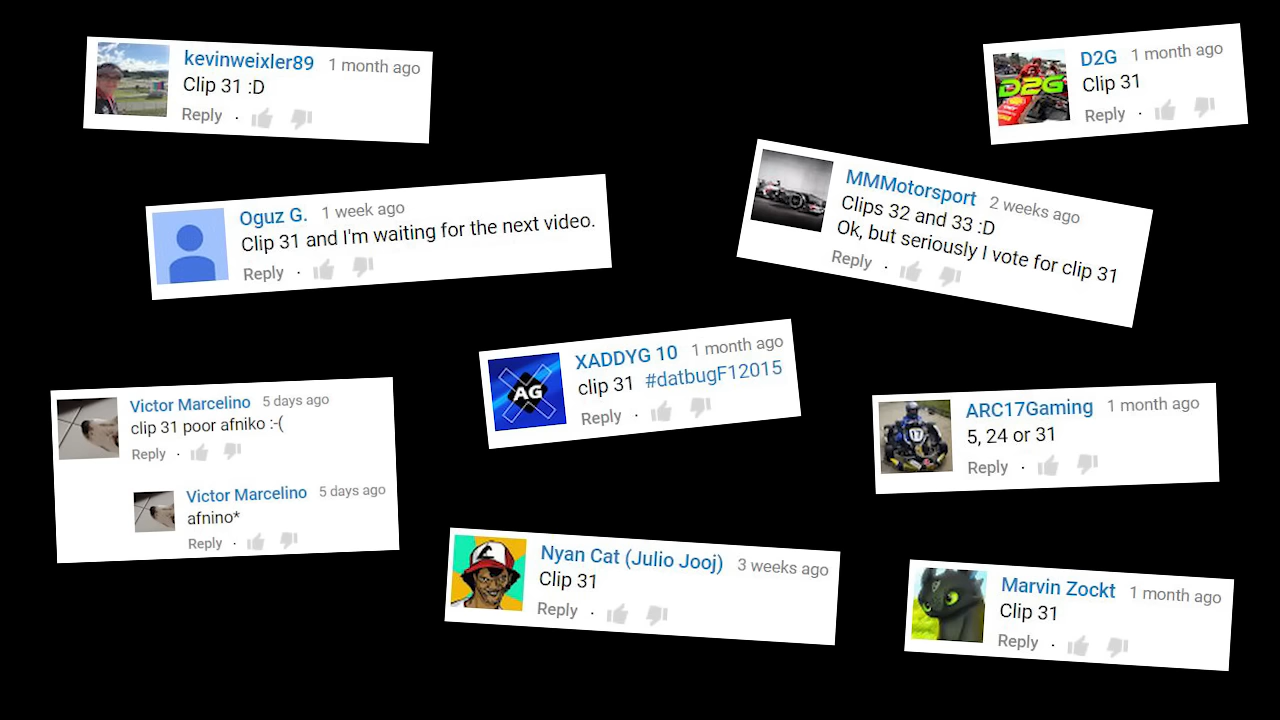 kevinweixler89 1 month ago
Clip 31 :D
Reply ·
D2G
D2G 1 month ago
Clip 31
Reply ·
Oguz G. 1 week ago
Clip 31 and I'm waiting for the next video.
Reply ·
MMMotorsport 2 weeks ago
Clips 32 and 33 :D
Ok, but seriously I vote for clip 31
Reply ·
AG
XADDYG 10 1 month ago
clip 31 #datbugF12015
Reply ·
Victor Marcelino 5 days ago
clip 31 poor afniko :-(
Reply ·
Victor Marcelino 5 days ago
afnino*
Reply ·
17
ARC17Gaming 1 month ago
5, 24 or 31
Reply ·
Nyan Cat (Julio Jooj) 3 weeks ago
Clip 31
Reply ·
Marvin Zockt 1 month ago
Clip 31
Reply ·